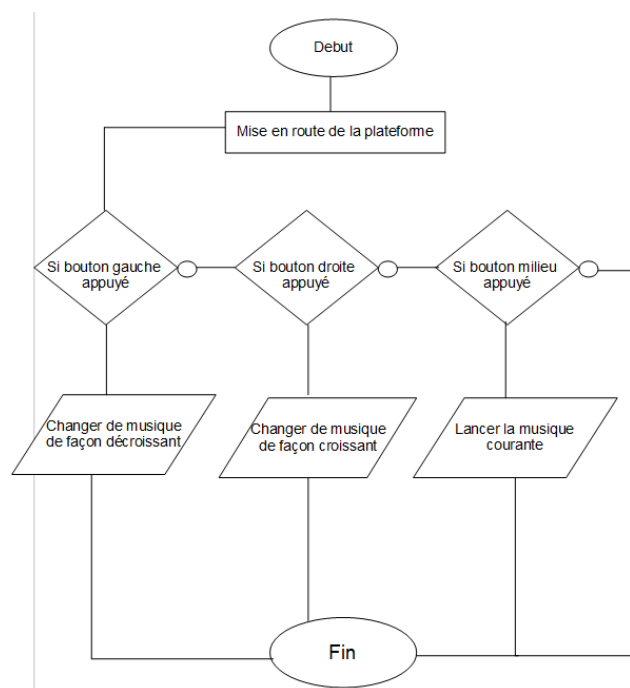 Debut
Mise en route de la plateforme
Si bouton gauche
appuyé
Si bouton droite
appuyé
Si bouton milieu
appuyé
Changer de musique
de façon décroissant
Changer de musique
de façon croissant
Lancer la musique
courante
Fin